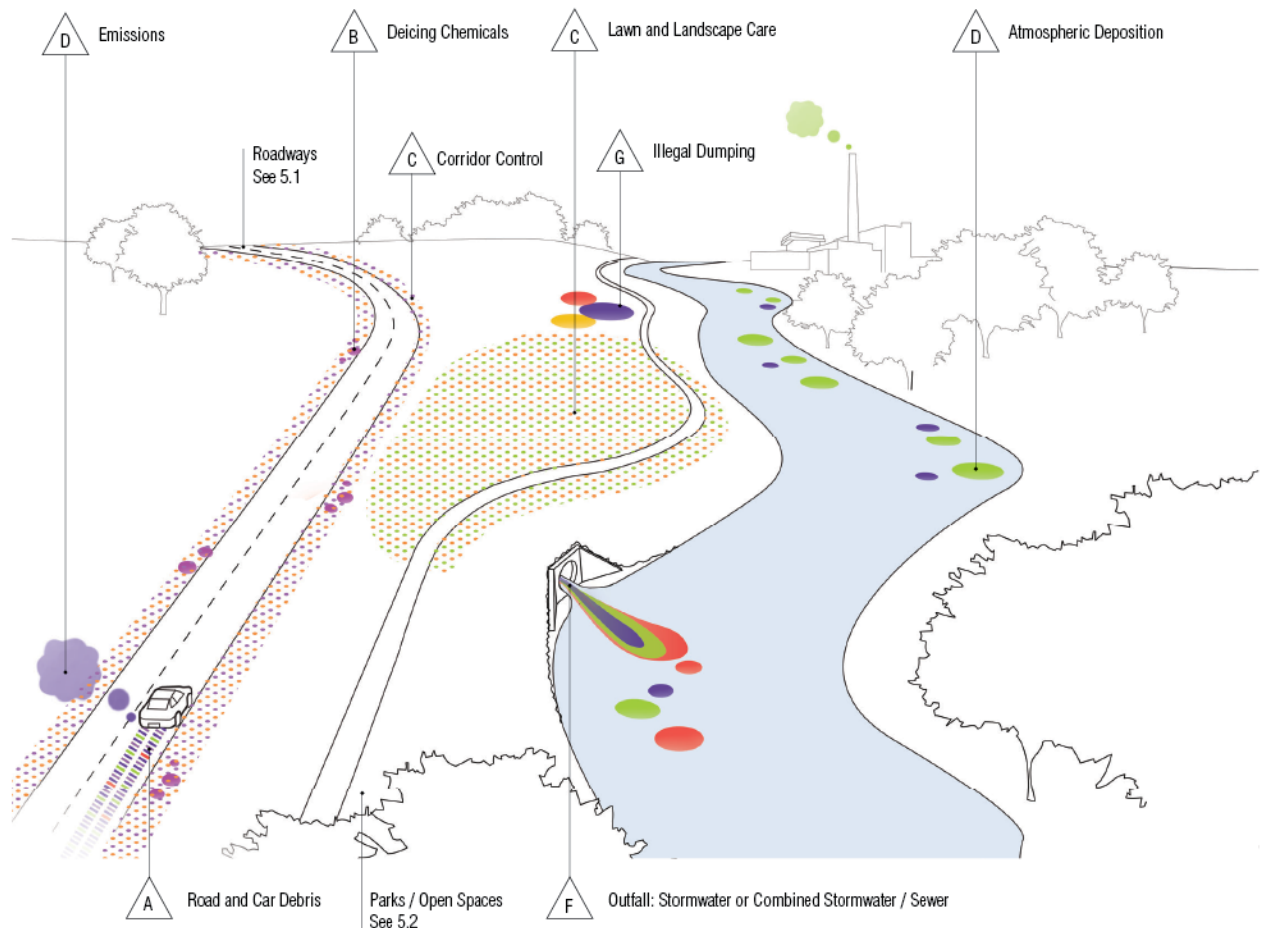 D Emissions
B Deicing Chemicals
C Lawn and Landscape Care
D Atmospheric Deposition
Roadways
See 5.1
C Corridor Control
G Illegal Dumping
A Road and Car Debris
Parks / Open Spaces
See 5.2
F Outfall: Stormwater or Combined Stormwater / Sewer